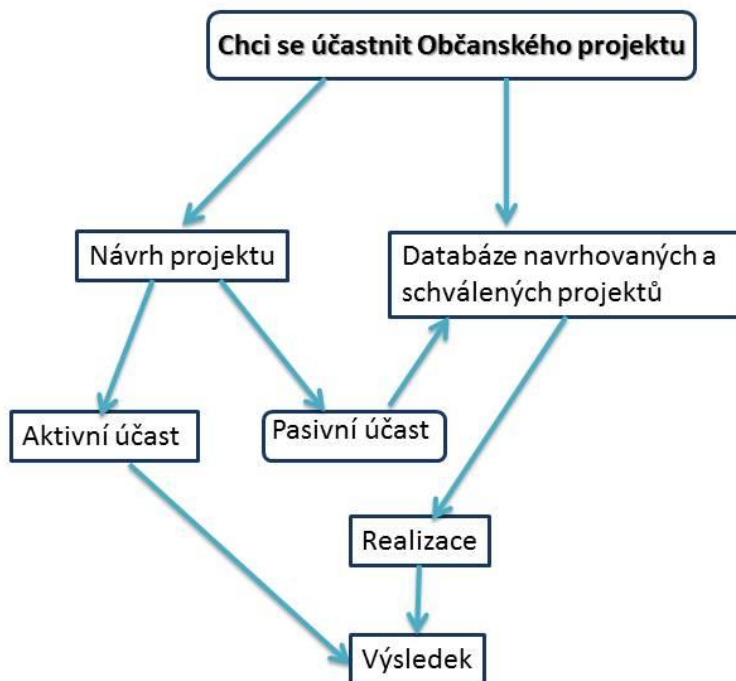 Chci se účastnit Občanského projektu
Návrh projektu
Databáze navrhovaných a
schválených projektů
Aktivní účast
Pasivní účast
Realizace
Výsledek